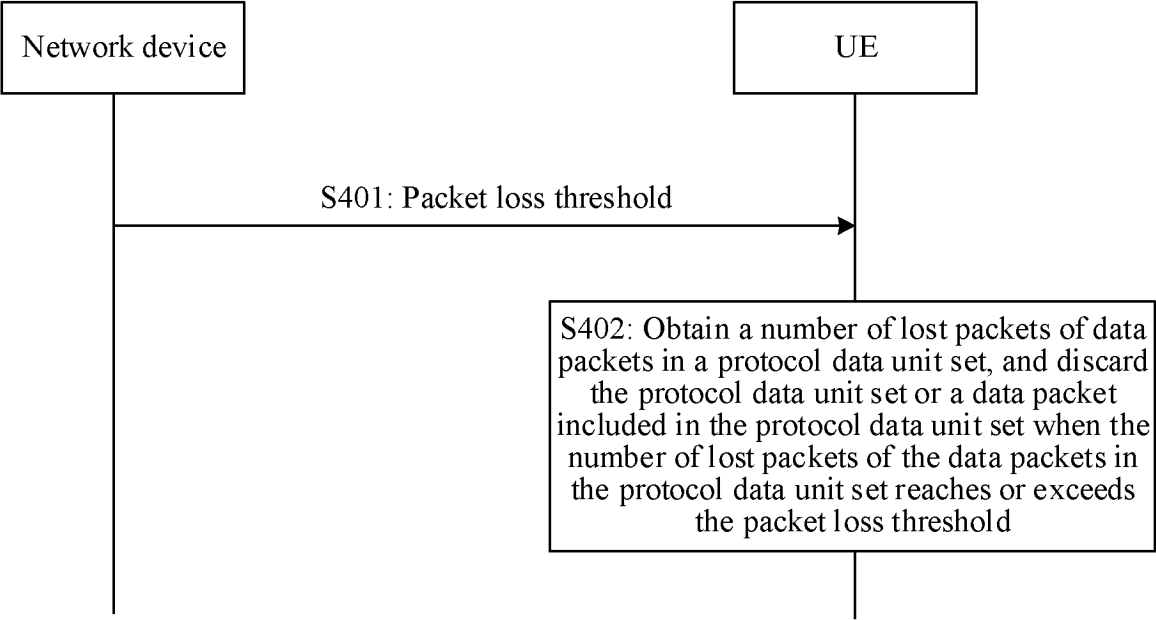 Network device
UE
S401: Packet loss threshold
S402: Obtain a number of lost packets of data
packets in a protocol data unit set, and discard
the protocol data unit set or a data packet
included in the protocol data unit set when the
number of lost packets of the data packets in
the protocol data unit set reaches or exceeds
the packet loss threshold